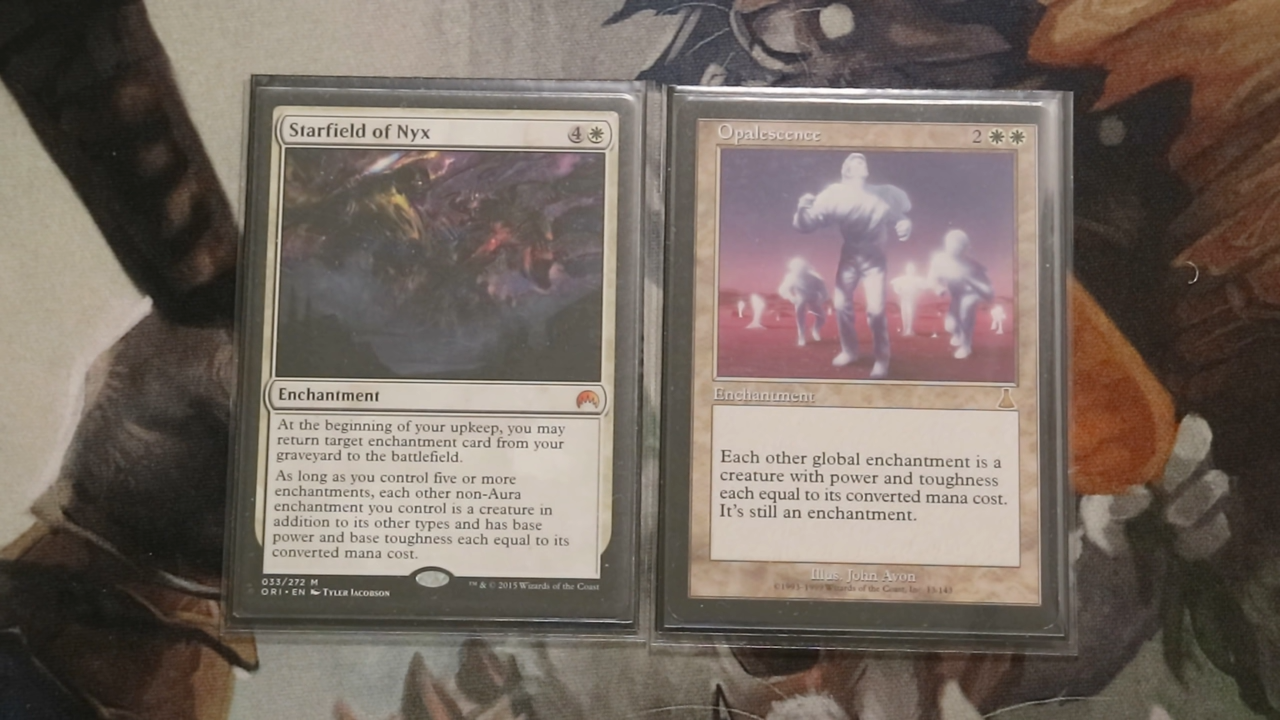 Starfield of Nyx 4
Enchantment
At the beginning of your upkeep, you may
return target enchantment card from your
graveyard to the battlefield.
As long as you control five or more
enchantments, each other non-Aura
enchantment you control is a creature in
addition to its other types and has base
power and base toughness each equal to its
converted mana cost.
033/272 M
ORI • EN Tyler Jacobson
™ & © 2015 Wizards of the Coast
Opalescence 2
Enchantment
Each other global enchantment is a
creature with power and toughness
each equal to its converted mana cost.
It's still an enchantment.
Illus. John Avon
Wizards of the Coast, Inc.